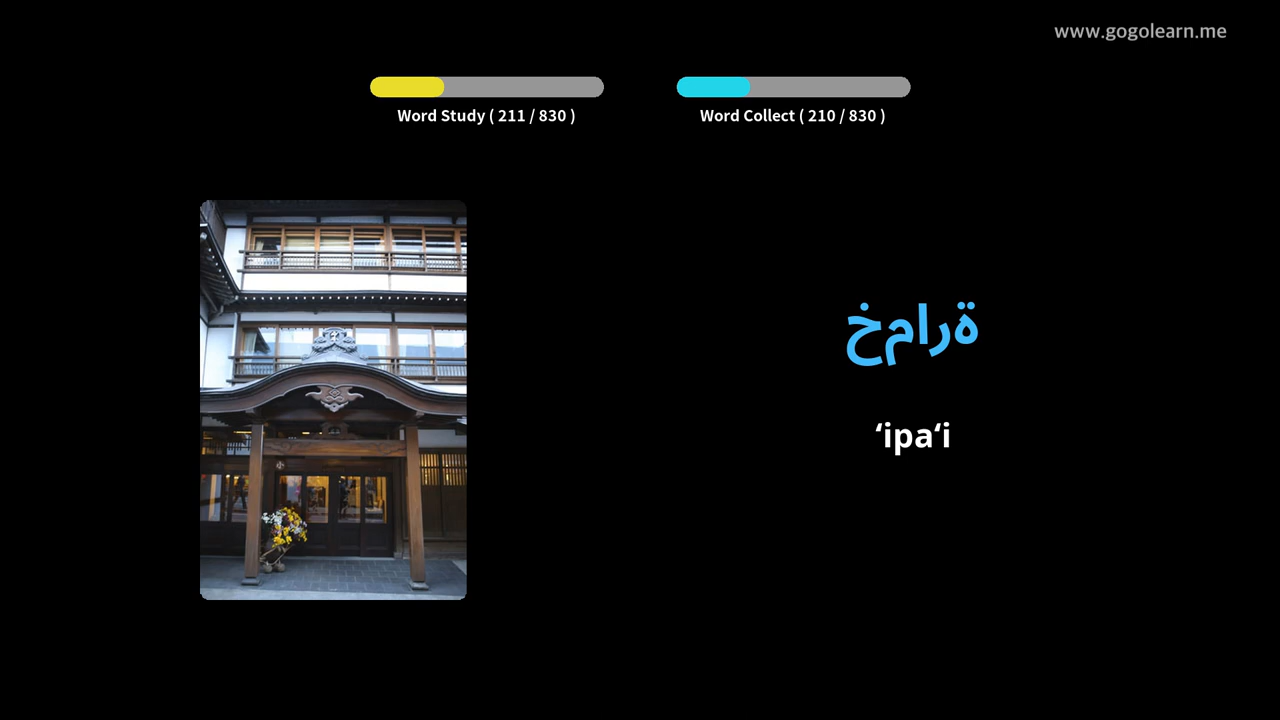 www.gogolearn.me
Word Study ( 211 / 830 )
Word Collect ( 210 / 830 )
خمارة
ʻipaʻi